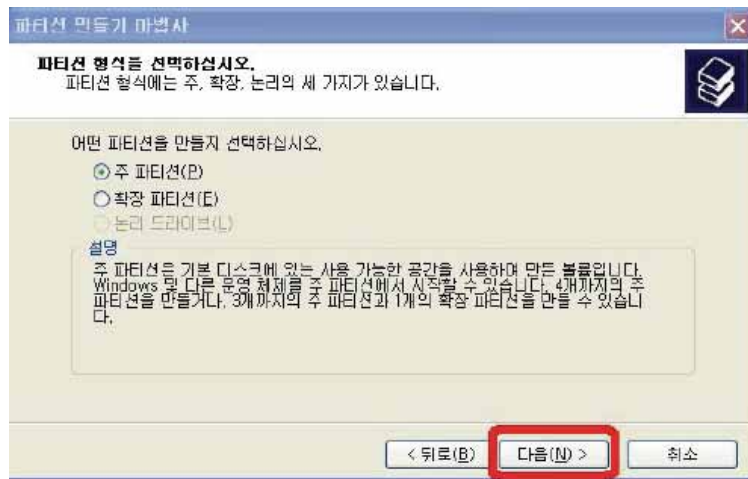 파티션 만들기 마법사
파티션 형식을 선택하십시오.
파티션 형식에는 주, 확장, 논리의 세 가지가 있습니다.
어떤 파티션을 만들지 선택하십시오.
주 파티션(P)
확장 파티션(E)
논리 드라이브(L)
설명
주 파티션은 기본 디스크에 있는 사용 가능한 공간을 사용하여 만든 볼륨입니다.
Windows 및 다른 운영 체제를 주 파티션에서 시작할 수 있습니다. 4개까지의 주
파티션을 만들거나, 3개까지의 주 파티션과 1개의 확장 파티션을 만들 수 있습니
다.
< 뒤로(B) 다음(N) > 취소